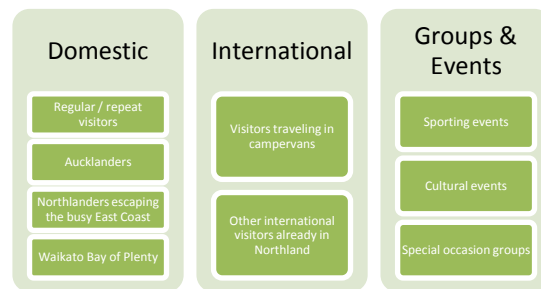 Domestic
Regular / repeat
visitors
Aucklanders
Northlanders escaping
the busy East Coast
Waikato Bay of Plenty
International
Visitors traveling in
campervans
Other international
visitors already in
Northland
Groups &
Events
Sporting events
Cultural events
Special occasion groups